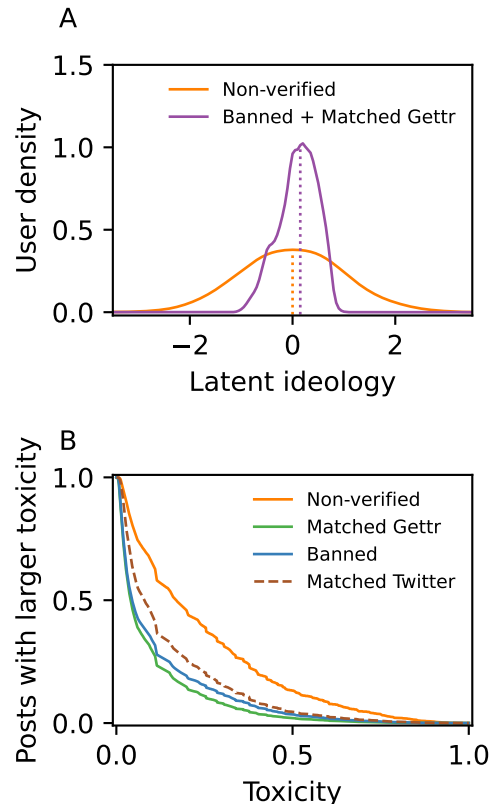 A
1.5
1.0
0.5
0.0
User density
Non-verified
Banned + Matched Gettr
−2
0
2
Latent ideology
B
1.0
0.5
0.0
Posts with larger toxicity
Non-verified
Matched Gettr
Banned
Matched Twitter
0.0
0.5
1.0
Toxicity